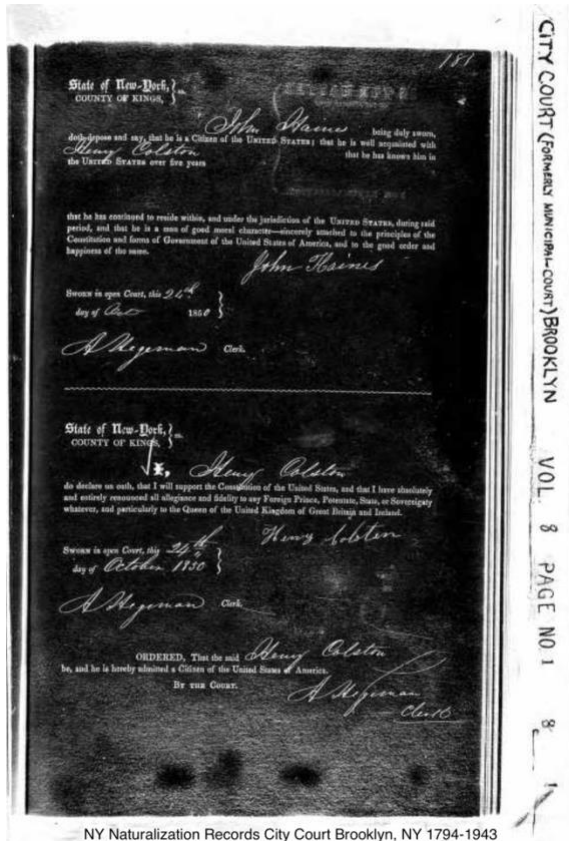 181
State of New-York,
COUNTY OF KINGS, } ss.
John Haines being duly sworn,
doth depose and say, that he is a Citizen of the UNITED STATES; that he is well acquainted with
Henry Colston that he has known him in
the UNITED STATES over five years
that he has continued to reside within, and under the jurisdiction of the UNITED STATES, during said
period, and that he is a man of good moral character—sincerely attached to the principles of the
Constitution and forms of Government of the United States of America, and to the good order and
happiness of the same.
John Haines
SWORN in open Court, this 24th
day of Oct 1850
A Hegeman Clerk.
State of New-York,
COUNTY OF KINGS, } ss.
I, Henry Colston
do declare on oath, that I will support the Constitution of the United States, and that I have absolutely
and entirely renounced all allegiance and fidelity to any Foreign Prince, Potentate, State, or Sovereignty
whatever, and particularly to the Queen of the United Kingdom of Great Britain and Ireland.
Henry Colsten
SWORN in open Court, this 24th
day of October 1850
A Hegeman Clerk.
ORDERED, That the said Henry Colston
be, and he is hereby admitted a Citizen of the United States of America.
BY THE COURT.
A Hegeman
Clerk
CITY COURT (FORMERLY MUNICIPAL-COURT) BROOKLYN VOL. 8 PAGE NO. 1 8 1
NY Naturalization Records City Court Brooklyn, NY 1794-1943